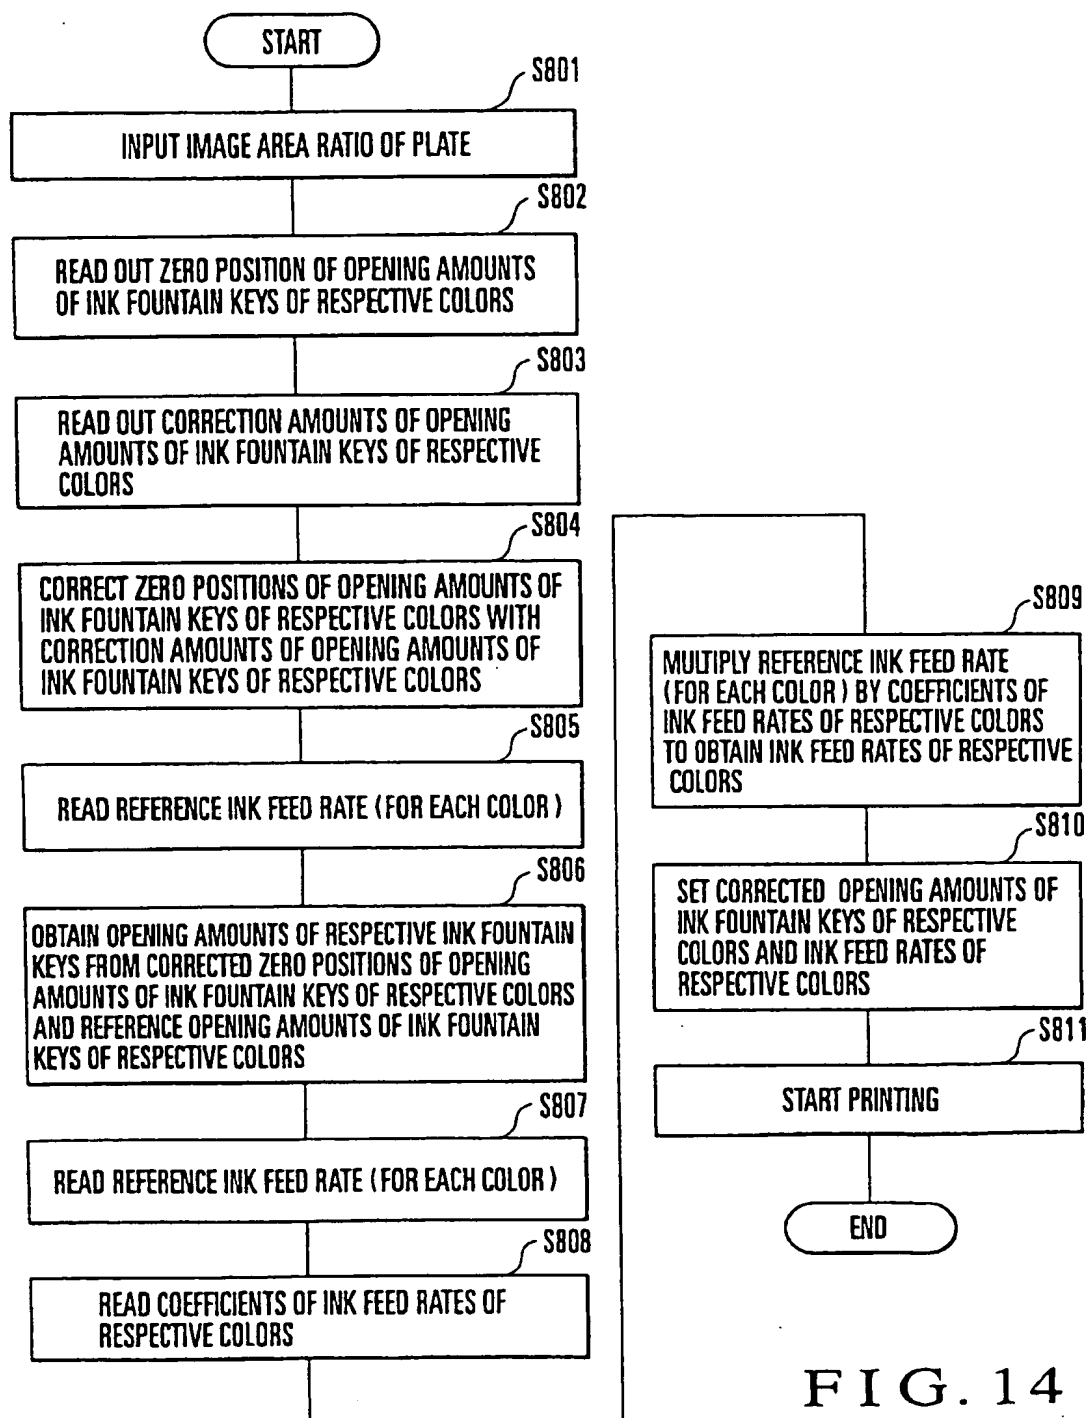 START
S801
INPUT IMAGE AREA RATIO OF PLATE
S802
READ OUT ZERO POSITION OF OPENING AMOUNTS
OF INK FOUNTAIN KEYS OF RESPECTIVE COLORS
S803
READ OUT CORRECTION AMOUNTS OF OPENING
AMOUNTS OF INK FOUNTAIN KEYS OF RESPECTIVE
COLORS
S804
CORRECT ZERO POSITIONS OF OPENING AMOUNTS OF
INK FOUNTAIN KEYS OF RESPECTIVE COLORS WITH
CORRECTION AMOUNTS OF OPENING AMOUNTS OF
INK FOUNTAIN KEYS OF RESPECTIVE COLORS
S805
READ REFERENCE INK FEED RATE (FOR EACH COLOR)
S806
OBTAIN OPENING AMOUNTS OF RESPECTIVE INK FOUNTAIN
KEYS FROM CORRECTED ZERO POSITIONS OF OPENING
AMOUNTS OF INK FOUNTAIN KEYS OF RESPECTIVE COLORS
AND REFERENCE OPENING AMOUNTS OF INK FOUNTAIN
KEYS OF RESPECTIVE COLORS
S807
READ REFERENCE INK FEED RATE (FOR EACH COLOR)
S808
READ COEFFICIENTS OF INK FEED RATES OF
RESPECTIVE COLORS
S809
MULTIPLY REFERENCE INK FEED RATE
(FOR EACH COLOR) BY COEFFICIENTS OF
INK FEED RATES OF RESPECTIVE COLORS
TO OBTAIN INK FEED RATES OF RESPECTIVE
COLORS
S810
SET CORRECTED OPENING AMOUNTS OF
INK FOUNTAIN KEYS OF RESPECTIVE
COLORS AND INK FEED RATES OF
RESPECTIVE COLORS
S811
START PRINTING
END
FIG. 14